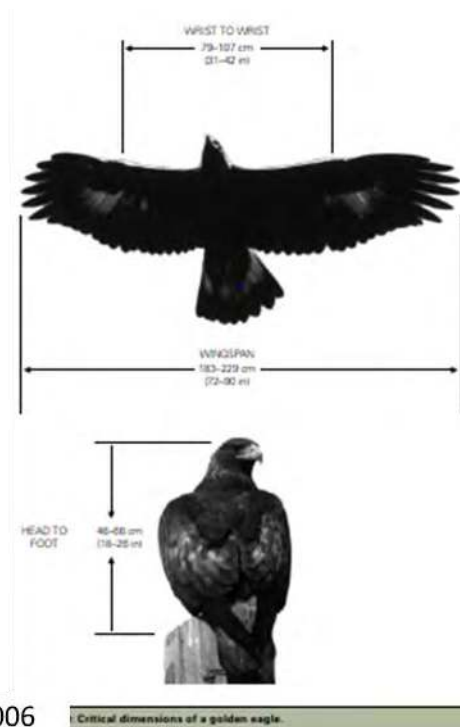 WRIST TO WRIST
79–107 cm
(31–42 in)
WINGSPAN
183–229 cm
(72–90 in)
HEAD TO
FOOT
46–66 cm
(18–26 in)
006
: Critical dimensions of a golden eagle.